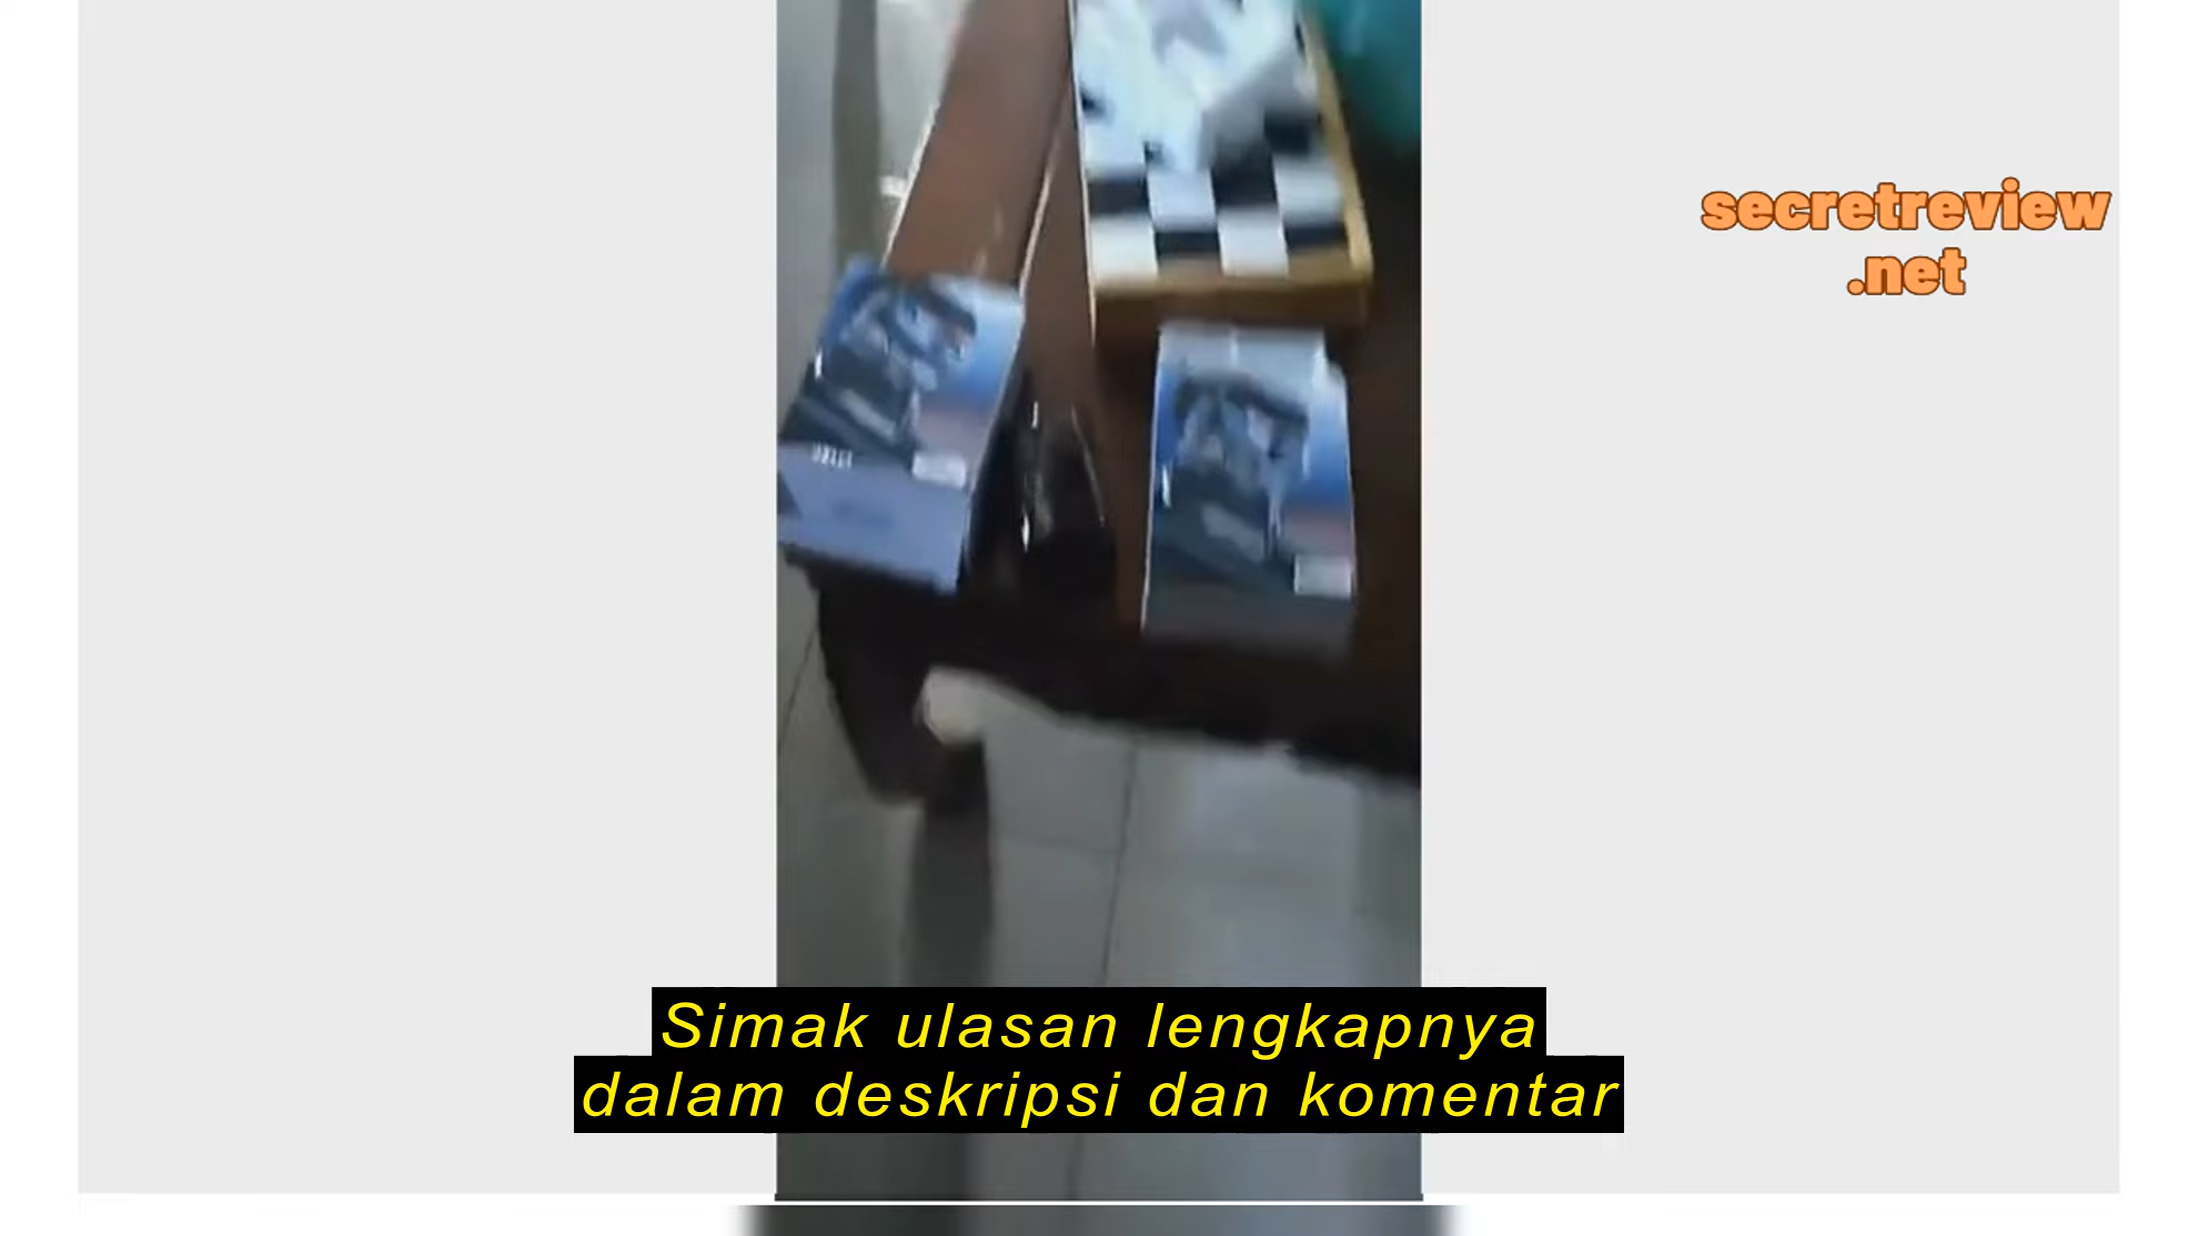 secretreview
.net
Simak ulasan lengkapnya
dalam deskripsi dan komentar